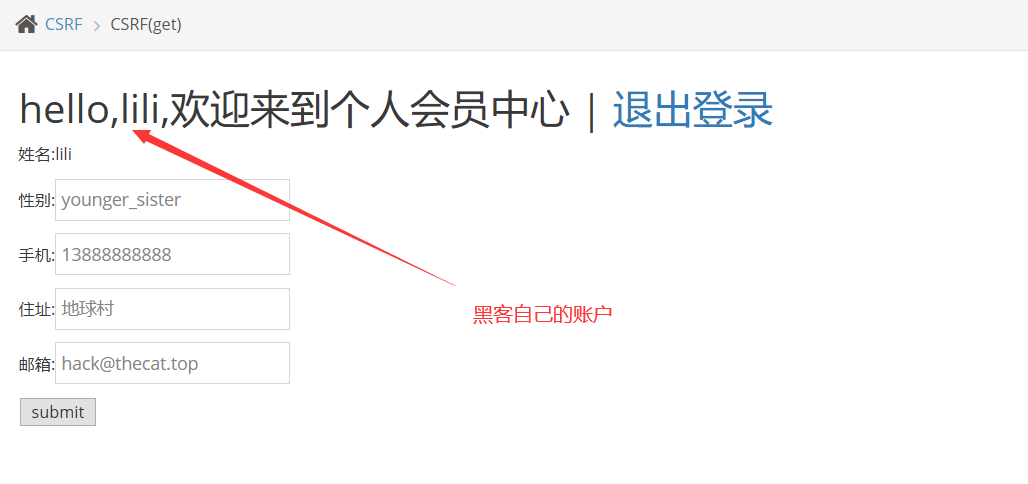 CSRF > CSRF(get)
hello,lili,欢迎来到个人会员中心 | 退出登录
姓名:lili
性别:younger_sister
手机:13888888888
住址:地球村
黑客自己的账户
邮箱:hack@thecat.top
submit